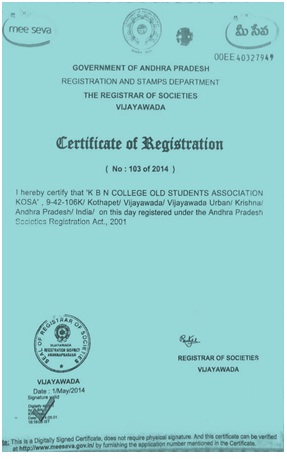 mee seva
మీ సేవ
00EE40327949
GOVERNMENT OF ANDHRA PRADESH
REGISTRATION AND STAMPS DEPARTMENT
THE REGISTRAR OF SOCIETIES
VIJAYAWADA
Certificate of Registration
( No : 103 of 2014 )
I hereby certify that 'K B N COLLEGE OLD STUDENTS ASSOCIATION
KOSA' , 9-42-106K/ Kothapet/ Vijayawada/ Vijayawada Urban/ Krishna/
Andhra Pradesh/ India/ on this day registered under the Andhra Pradesh
Societies Registration Act., 2001
SEAL OF REGISTRAR OF SOCIETIES
VIJAYAWADA
REGISTRATION DISTRICT
ANDHRAPRADESH
REGISTRAR OF SOCIETIES
VIJAYAWADA
VIJAYAWADA
Date : 1/May/2014
Signature valid
This is a Digitally Signed Certificate, does not require physical signature. And this certificate can be verified
at http://www.meeseva.gov.in/ by furnishing the application number mentioned in the Certificate.